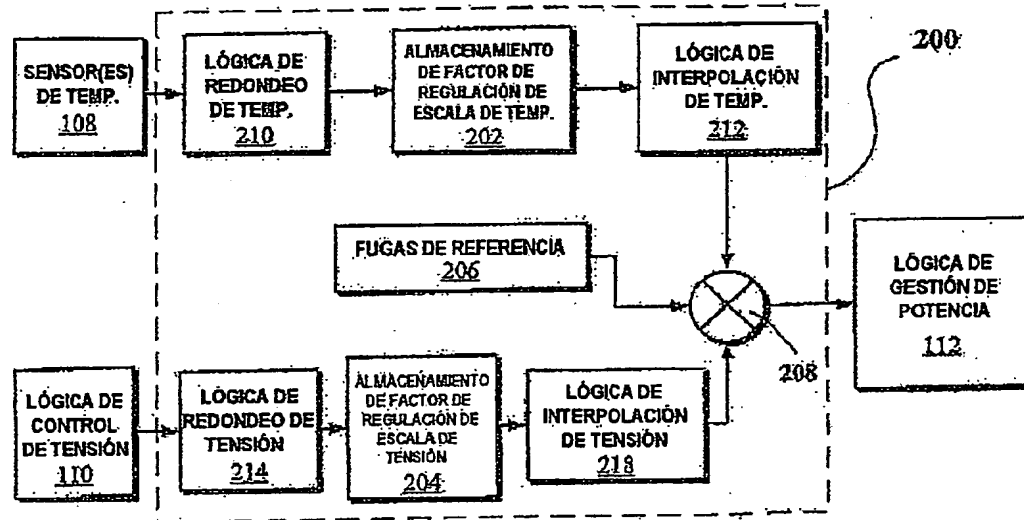 SENSOR(ES)
DE TEMP.
108
LÓGICA DE
REDONDEO
DE TEMP.
210
ALMACENAMIENTO
DE FACTOR DE
REGULACIÓN DE
ESCALA DE TEMP.
202
LÓGICA DE
INTERPOLACIÓN
DE TEMP.
212
200
FUGAS DE REFERENCIA
206
LÓGICA DE
GESTIÓN DE
POTENCIA
112
208
LÓGICA DE
CONTROL
DE TENSIÓN
110
LÓGICA DE
REDONDEO DE
TENSIÓN
214
ALMACENAMIENTO
DE FACTOR DE
REGULACIÓN DE
ESCALA DE
TENSIÓN
204
LÓGICA DE
INTERPOLACIÓN
DE TENSIÓN
218